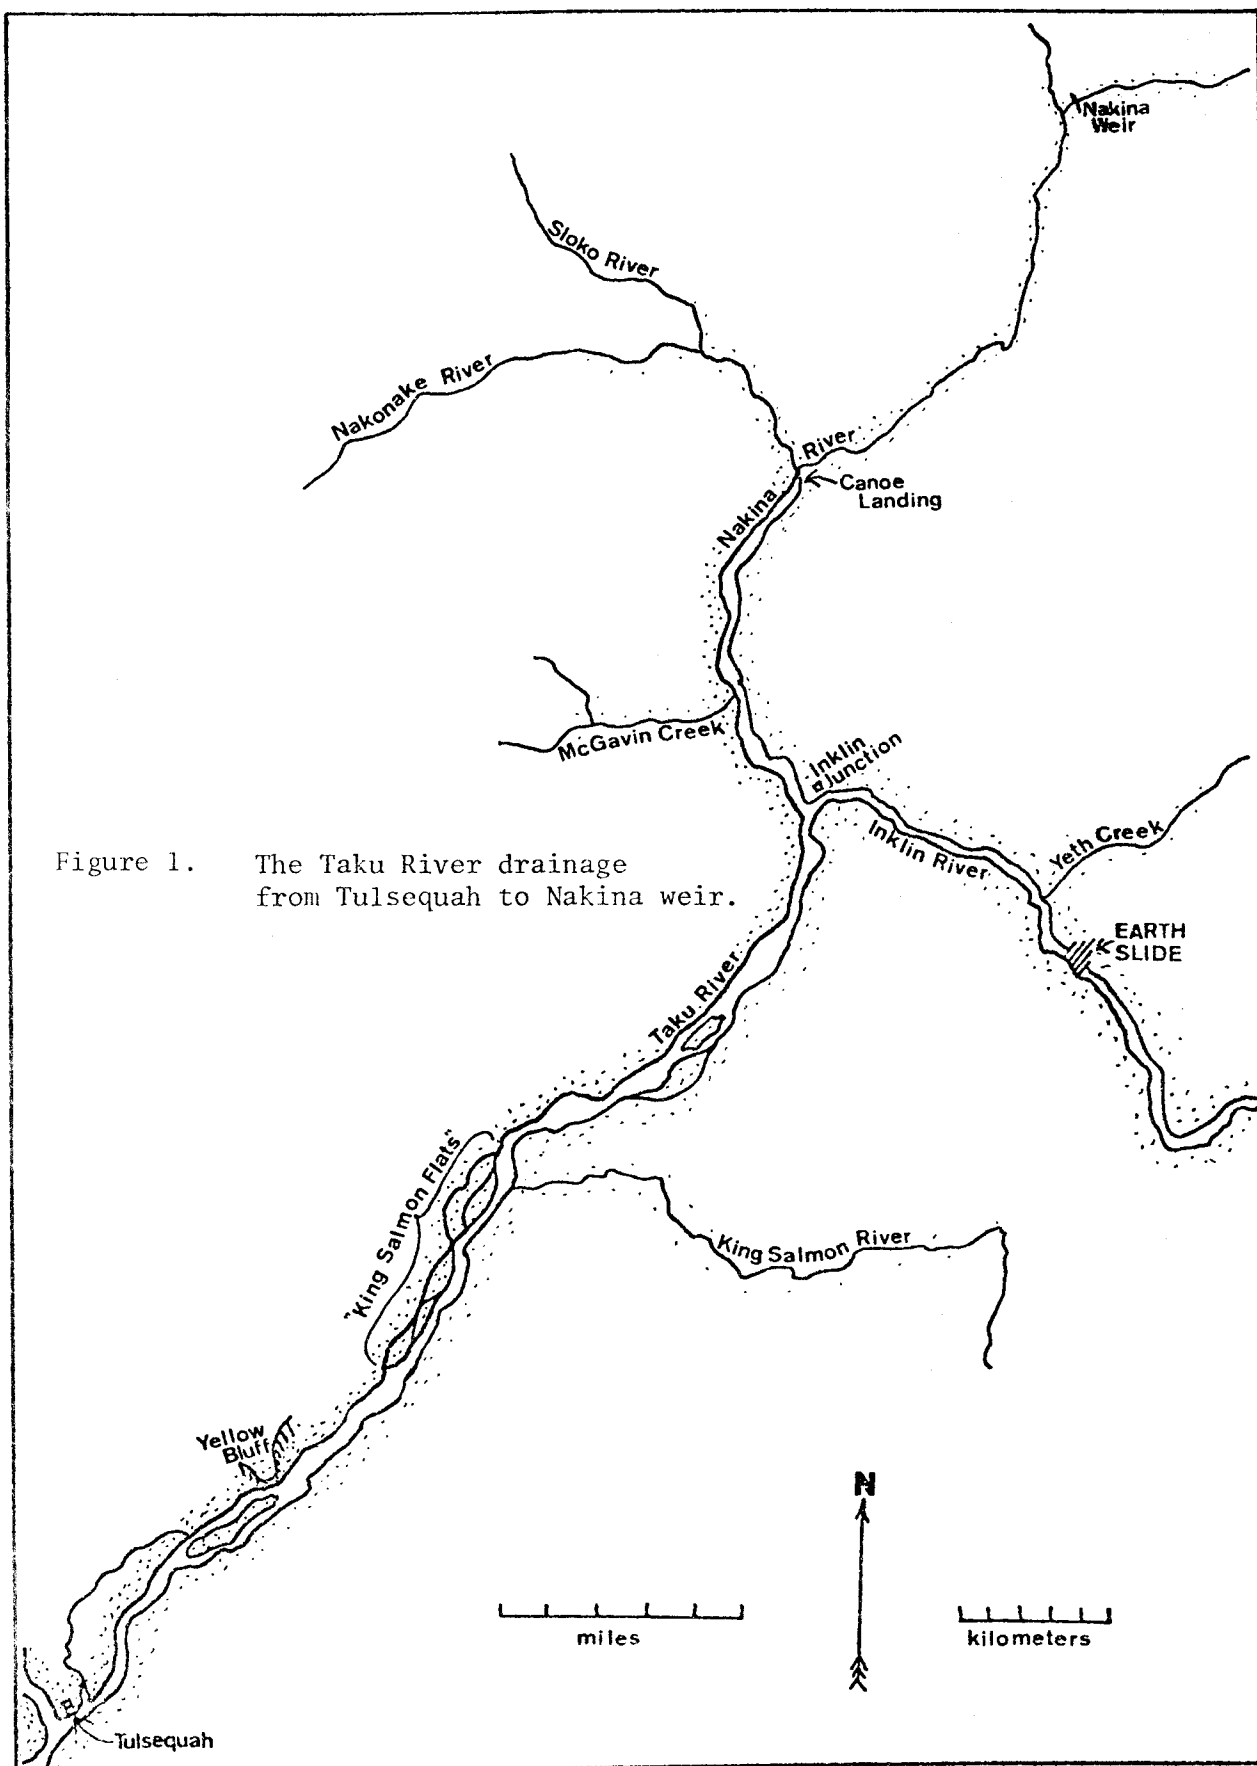 Nakina
Weir
Sloko River
Nakonake River
River
Canoe
Landing
Nakina
McGavin Creek
Inklin
Junction
Inklin River
Yeth Creek
Figure 1. The Taku River drainage
from Tulsequah to Nakina weir.
EARTH
SLIDE
Taku River
"King Salmon Flats"
King Salmon River
Yellow
Bluff
N
miles
kilometers
Tulsequah